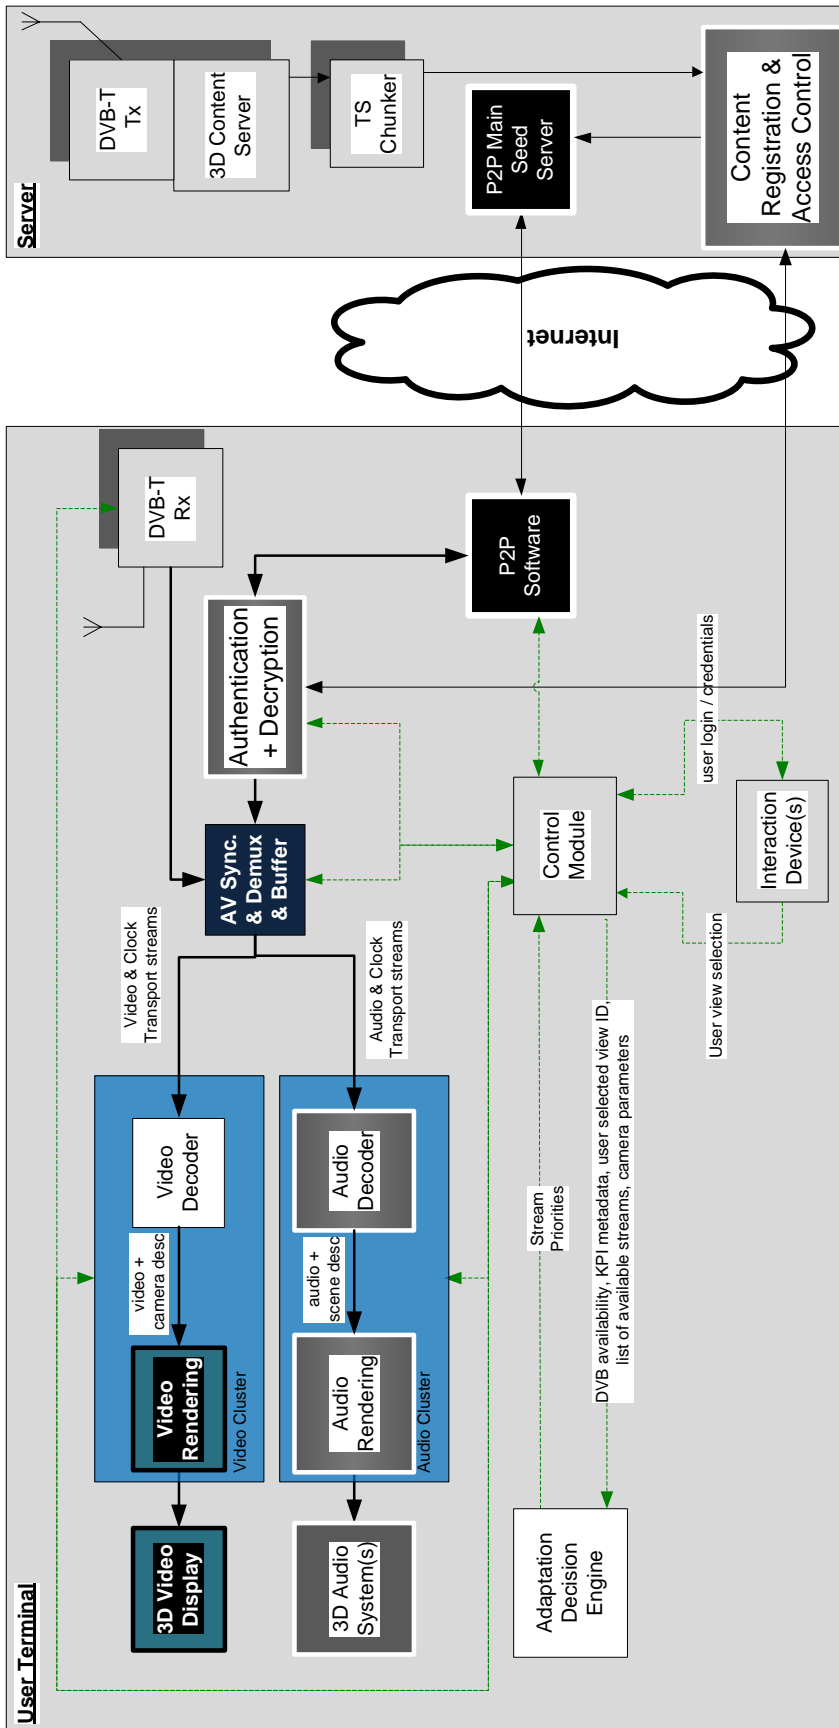 User Terminal
3D Video
Display
Video
Rendering
Video Cluster
video +
camera desc
Video
Decoder
Video & Clock
Transport streams
3D Audio
System(s)
Audio
Rendering
Audio Cluster
audio +
scene desc
Audio
Decoder
Audio & Clock
Transport streams
AV Sync.
& Demux
& Buffer
Authentication
+ Decryption
DVB-T
Rx
P2P
Software
Adaptation
Decision
Engine
Stream
Priorities
DVB availability, KPI metadata, user selected view ID,
list of available streams, camera parameters
Control
Module
User view selection
user login / credentials
Interaction
Device(s)
Internet
Server
DVB-T
Tx
3D Content
Server
TS
Chunker
P2P Main
Seed
Server
Content
Registration &
Access Control